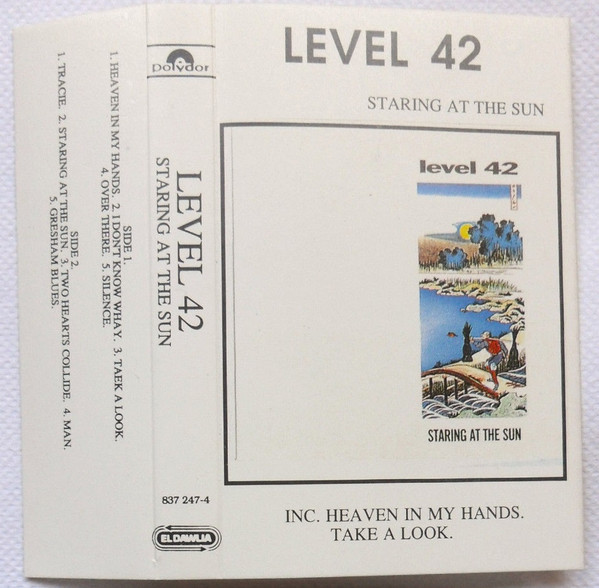 1. HEAVEN IN MY HANDS. 2. I DON'T KNOW WHAY. 3. TAEK A LOOK.
4. OVER THERE. 5. SILENCE.
SIDE 1.
SIDE 2.
1. TRACIE. 2. STARING AT THE SUN. 3. TWO HEARTS COLLIDE. 4. MAN.
5. GRESHAM BLUES.
polydor
LEVEL 42
STARING AT THE SUN
837 247-4
EL DAWLIA
LEVEL 42
STARING AT THE SUN
level 42
STARING AT THE SUN
INC. HEAVEN IN MY HANDS.
TAKE A LOOK.